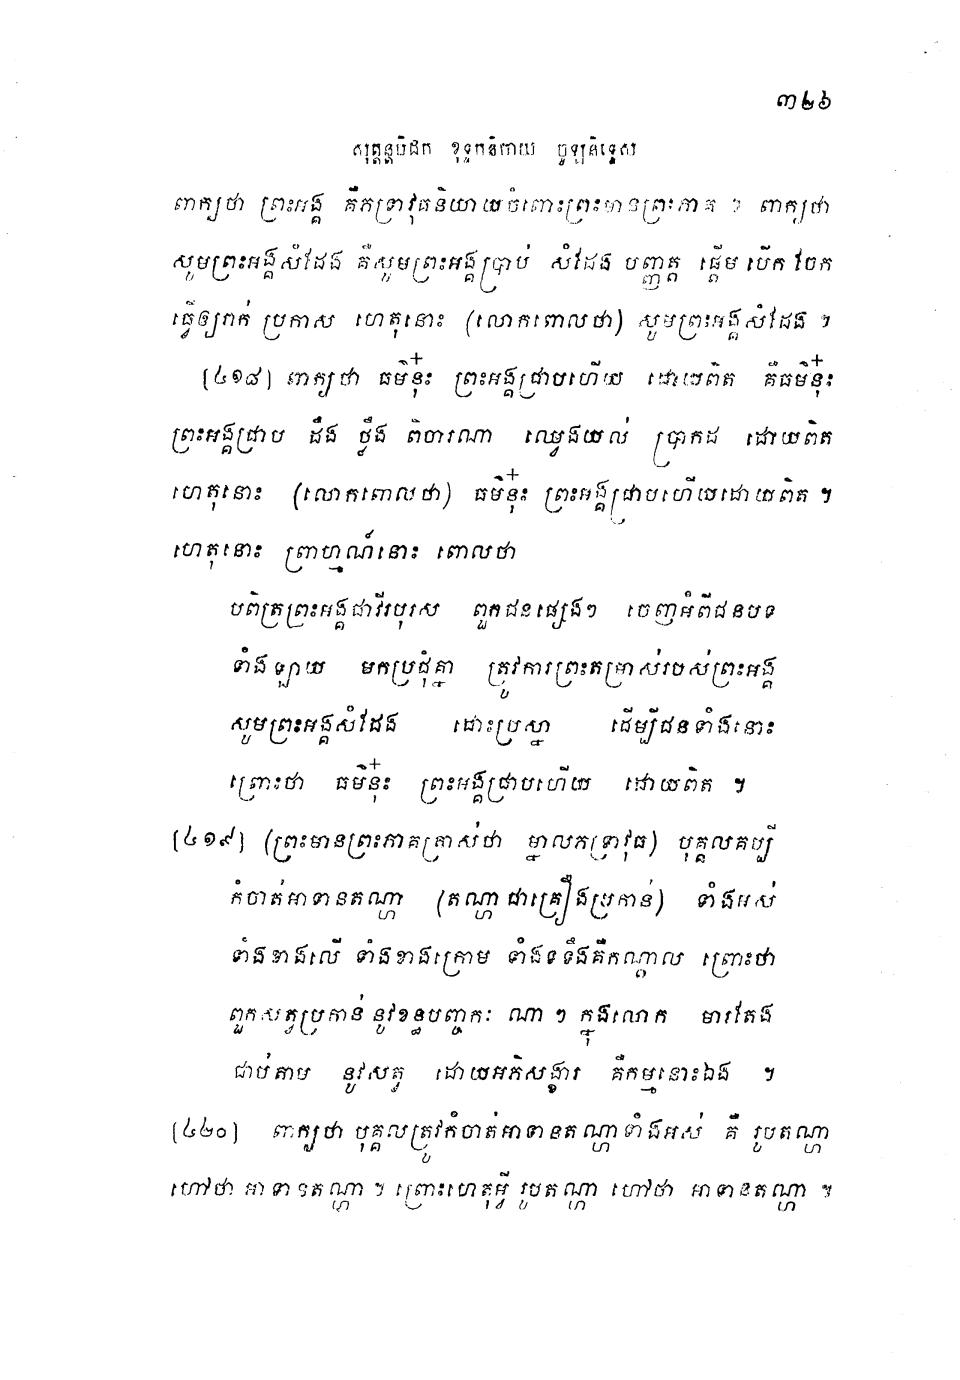 ៣២៦
សុត្តន្តបិដក ខុទ្ទកនិកាយ ចូឡនិទ្ទេស
ពាក្យថា ព្រះអង្គ គឺភទ្រាវុធនិយាយចំពោះព្រះមានព្រះភាគ ។ ពាក្យថា
សូមព្រះអង្គសំដែង គឺសូមព្រះអង្គប្រាប់ សំដែង បញ្ញត្ត ផ្តើម បើក ចែក
ធ្វើឲ្យរាក់ ប្រកាស ហេតុនោះ (លោកពោលថា) សូមព្រះអង្គសំដែង ។
(៤១៨) ពាក្យថា ធម៌នុ៎ះ ព្រះអង្គជ្រាបហើយ ដោយពិត គឺធម៌នុ៎ះ
ព្រះអង្គជ្រាប ដឹង ថ្លឹង ពិចារណា ឈ្វេងយល់ ប្រាកដ ដោយពិត
ហេតុនោះ (លោកពោលថា) ធម៌នុ៎ះ ព្រះអង្គជ្រាបហើយដោយពិត ។
ហេតុនោះ ព្រាហ្មណ៍នោះ ពោលថា
បពិត្រព្រះអង្គជាវីរបុរស ពួកជនផ្សេងៗ ចេញអំពីជនបទ
ទាំងឡាយ មកប្រជុំគ្នា ត្រូវការព្រះតម្រាស់របស់ព្រះអង្គ
សូមព្រះអង្គសំដែង ដោះប្រស្នា ដើម្បីជនទាំងនោះ
ព្រោះថា ធម៌នុ៎ះ ព្រះអង្គជ្រាបហើយ ដោយពិត ។
(៤១៩) (ព្រះមានព្រះភាគត្រាស់ថា ម្នាលភទ្រាវុធ) បុគ្គលគប្បី
កំចាត់អាទានតណ្ហា (តណ្ហាជាគ្រឿងប្រកាន់) ទាំងអស់
ទាំងខាងលើ ទាំងខាងក្រោម ទាំងទទឹងគឺកណ្តាល ព្រោះថា
ពួកសត្វប្រកាន់ នូវខន្ធបញ្ចកៈ ណា ៗ ក្នុងលោក មារតែង
ជាប់តាម នូវសត្វ ដោយអភិសង្ខារ គឺកម្មនោះឯង ។
(៤២០) ពាក្យថា បុគ្គលត្រូវកំចាត់អាទានតណ្ហាទាំងអស់ គឺ រូបតណ្ហា
ហៅថា អាទានតណ្ហា ។ ព្រោះហេតុអ្វី រូបតណ្ហា ហៅថា អាទានតណ្ហា ។